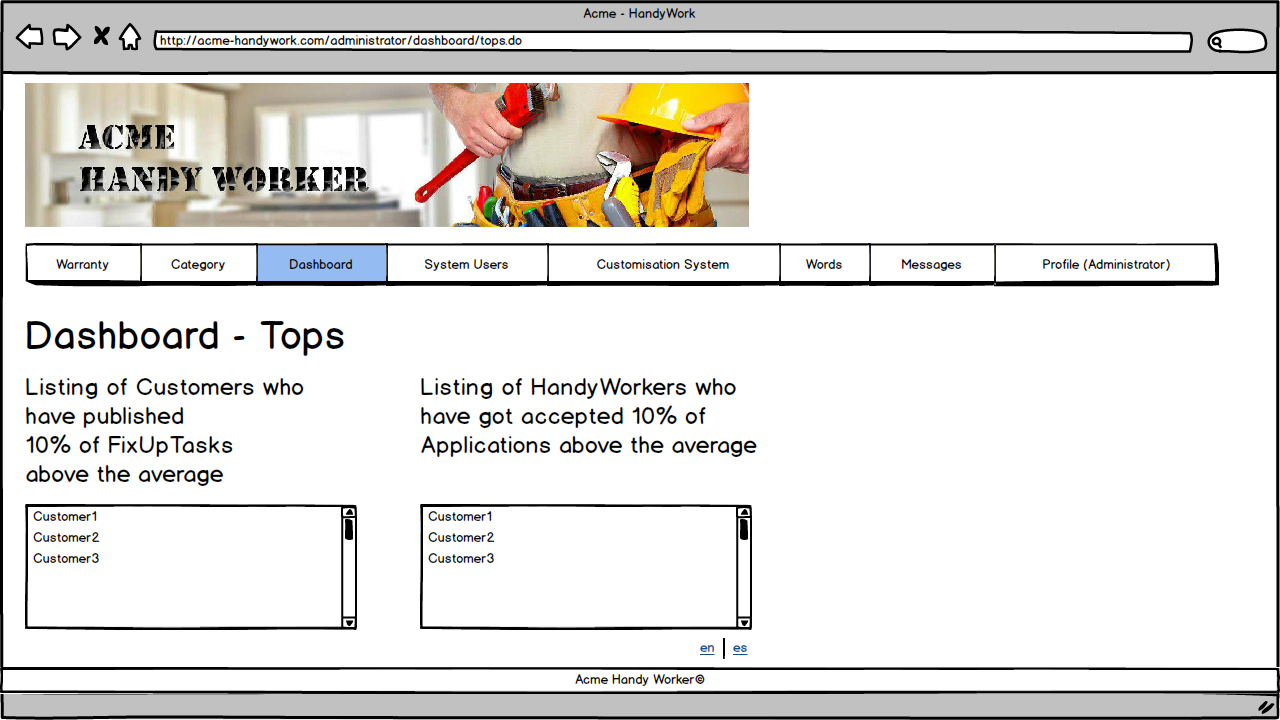 Acme - HandyWork
http://acme-handywork.com/administrator/dashboard/tops.do
ACME
HANDY WORKER
Warranty Category Dashboard System Users Customisation System Words Messages Profile (Administrator)
Dashboard - Tops
Listing of Customers who
have published
10% of FixUpTasks
above the average
Listing of HandyWorkers who
have got accepted 10% of
Applications above the average
Customer1
Customer2
Customer3
Customer1
Customer2
Customer3
en | es
Acme Handy Worker©